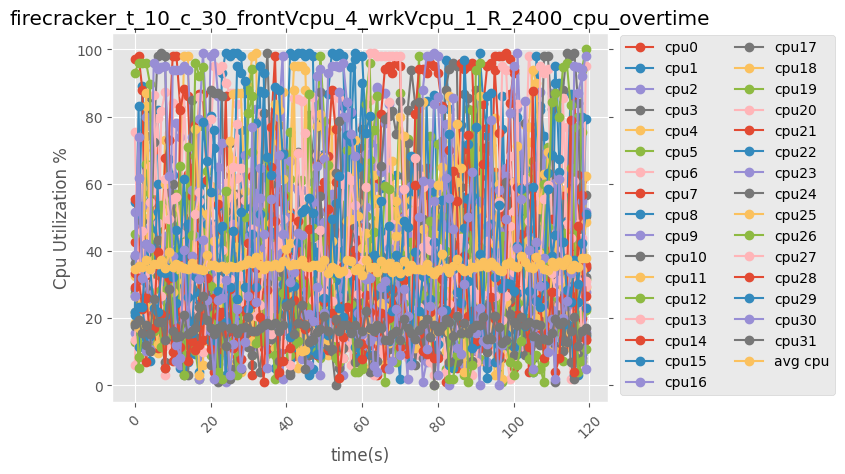 firecracker_t_10_c_30_frontVcpu_4_wrkVcpu_1_R_2400_cpu_overtime
100
80
60
40
20
0
Cpu Utilization %
0
20
40
60
80
100
120
time(s)
cpu0
cpu1
cpu2
cpu3
cpu4
cpu5
cpu6
cpu7
cpu8
cpu9
cpu10
cpu11
cpu12
cpu13
cpu14
cpu15
cpu16
cpu17
cpu18
cpu19
cpu20
cpu21
cpu22
cpu23
cpu24
cpu25
cpu26
cpu27
cpu28
cpu29
cpu30
cpu31
avg cpu